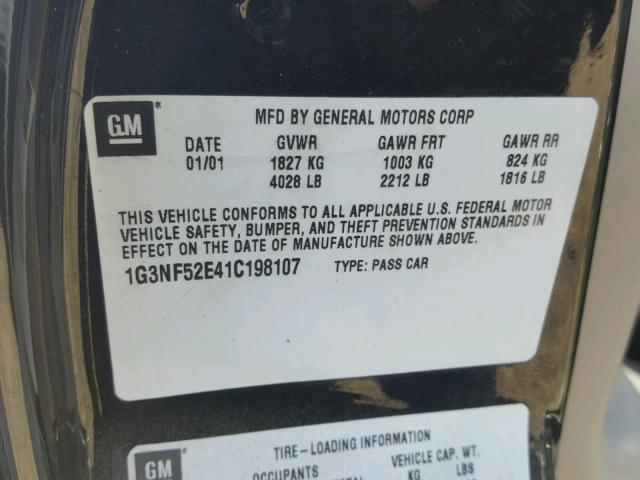 GM
MFD BY GENERAL MOTORS CORP
DATE GVWR GAWR FRT GAWR RR
01/01 1827 KG 1003 KG 824 KG
4028 LB 2212 LB 1816 LB
THIS VEHICLE CONFORMS TO ALL APPLICABLE U.S. FEDERAL MOTOR
VEHICLE SAFETY, BUMPER, AND THEFT PREVENTION STANDARDS IN
EFFECT ON THE DATE OF MANUFACTURE SHOWN ABOVE.
1G3NF52E41C198107 TYPE: PASS CAR
GM
TIRE-LOADING INFORMATION
OCCUPANTS VEHICLE CAP. WT.
KG LBS